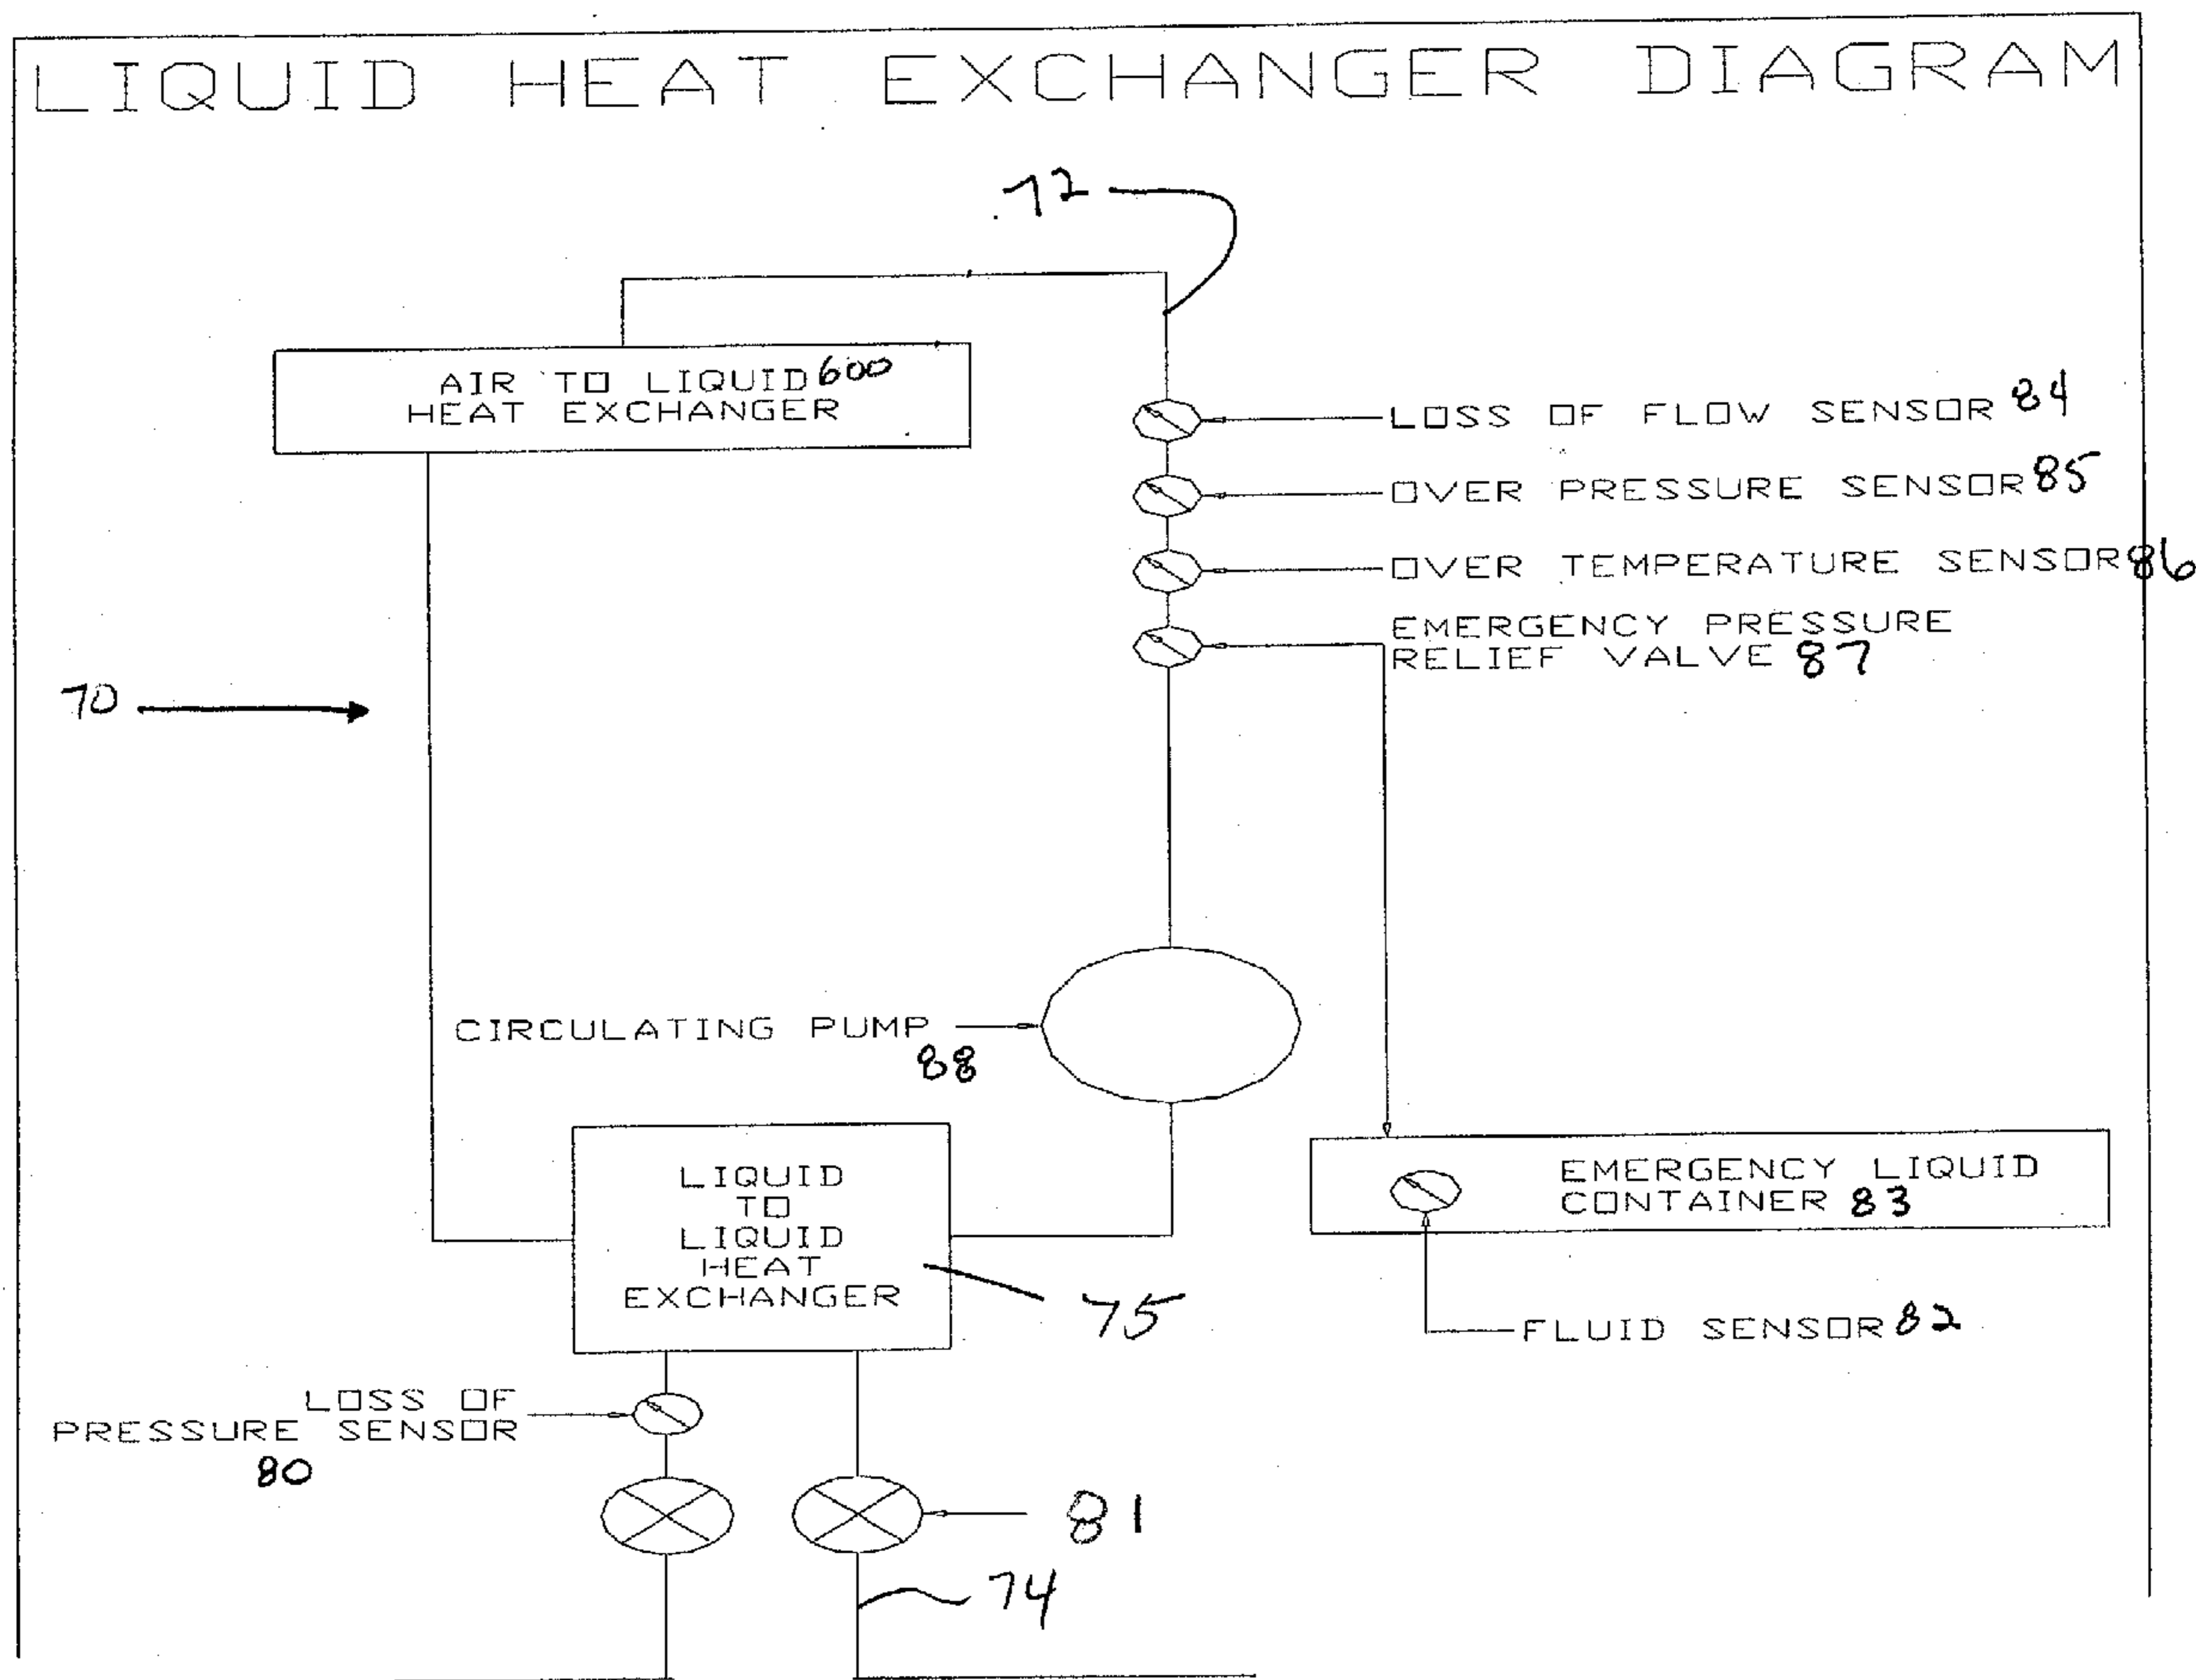 LIQUID HEAT EXCHANGER DIAGRAM
72
AIR TO LIQUID 600
HEAT EXCHANGER
LOSS OF FLOW SENSOR 84
OVER PRESSURE SENSOR 85
OVER TEMPERATURE SENSOR 86
EMERGENCY PRESSURE
RELIEF VALVE 87
70
CIRCULATING PUMP
88
LIQUID
TO
LIQUID
HEAT
EXCHANGER
75
EMERGENCY LIQUID
CONTAINER 83
FLUID SENSOR 82
LOSS OF
PRESSURE SENSOR
80
81
74